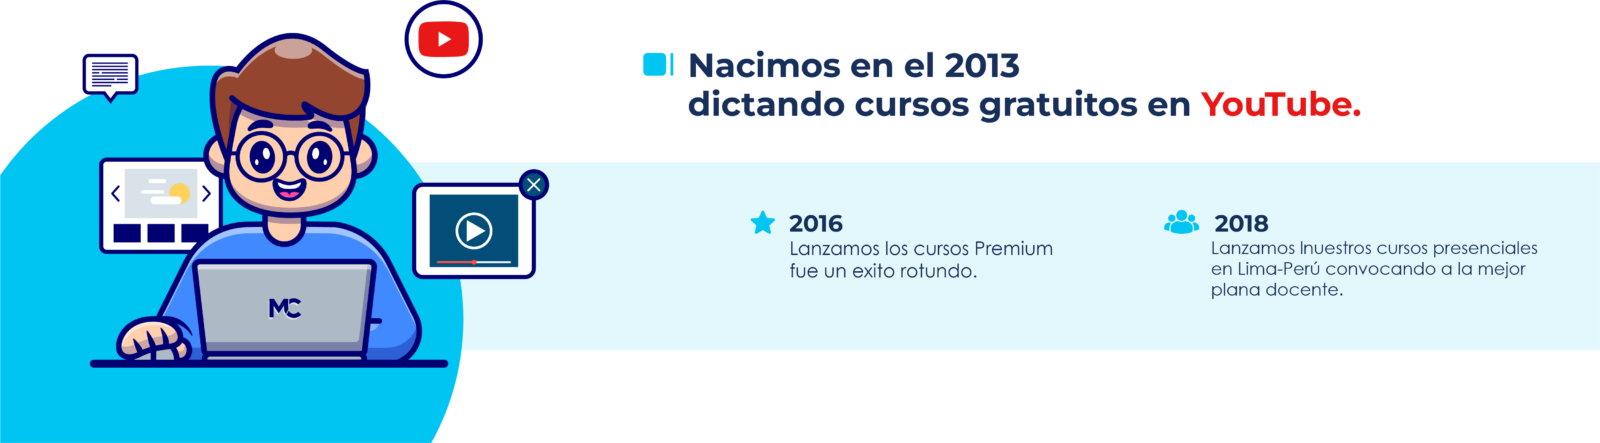 Nacimos en el 2013
dictando cursos gratuitos en YouTube.
2016
Lanzamos los cursos Premium
fue un exito rotundo.
2018
Lanzamos lnuestros cursos presenciales
en Lima-Perú convocando a la mejor
plana docente.
MC